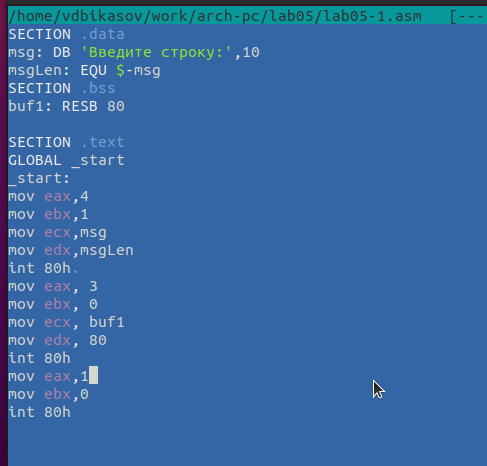 /home/vdbikasov/work/arch-pc/lab05/lab05-1.asm   [---
SECTION .data
msg: DB 'Введите строку:',10
msgLen: EQU $-msg
SECTION .bss
buf1: RESB 80
SECTION .text
GLOBAL _start
_start:
mov eax,4
mov ebx,1
mov ecx,msg
mov edx,msgLen
int 80h.
mov eax, 3
mov ebx, 0
mov ecx, buf1
mov edx, 80
int 80h
mov eax,1
mov ebx,0
int 80h